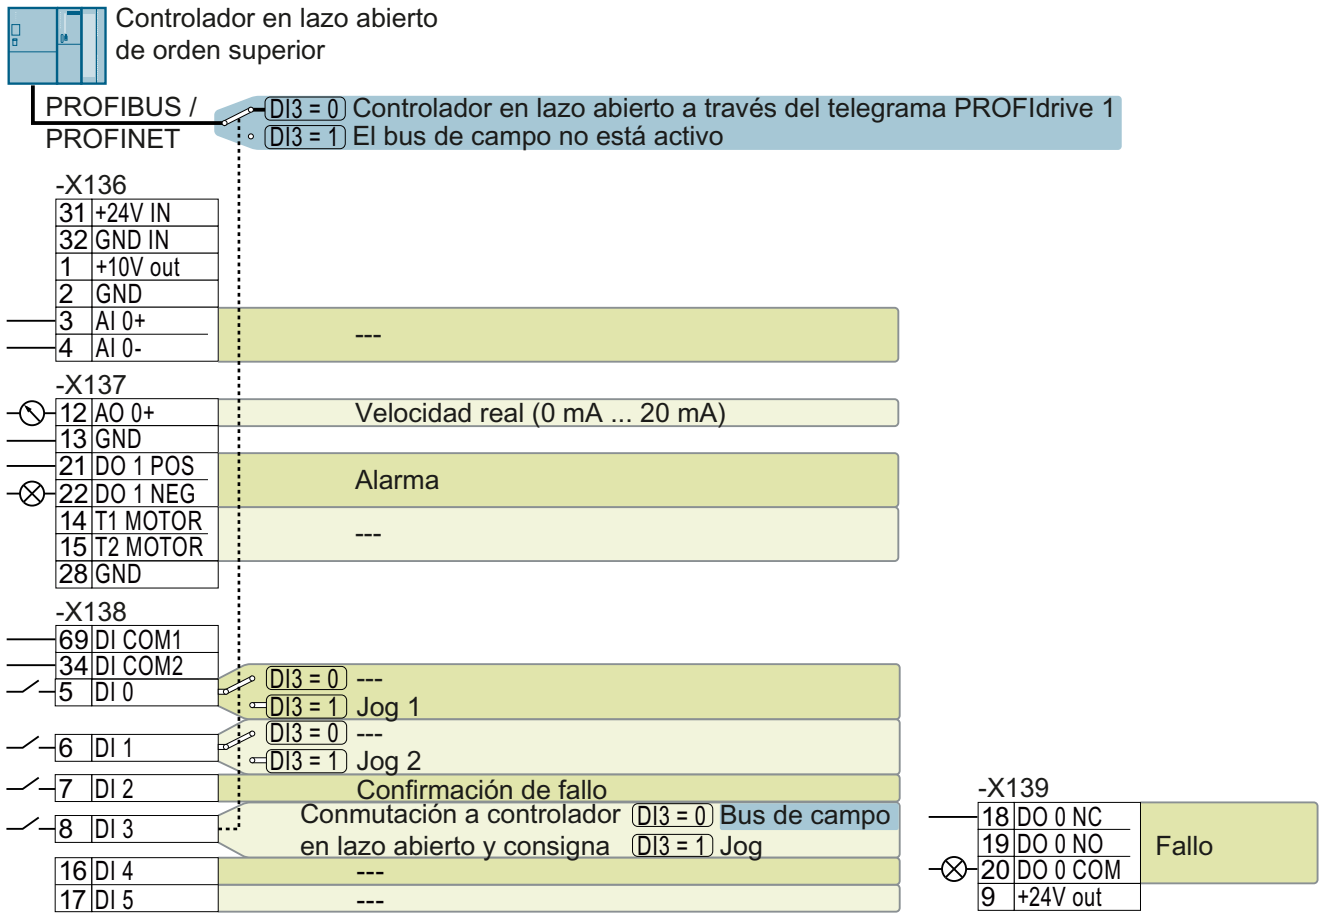 Controlador en lazo abierto
de orden superior
PROFIBUS /
PROFINET
DI3 = 0 Controlador en lazo abierto a través del telegrama PROFIdrive 1
DI3 = 1 El bus de campo no está activo
-X136
31 +24V IN
32 GND IN
1 +10V out
2 GND
3 AI 0+
4 AI 0-
---
-X137
12 AO 0+ Velocidad real (0 mA ... 20 mA)
13 GND
21 DO 1 POS
22 DO 1 NEG
Alarma
14 T1 MOTOR
15 T2 MOTOR
---
28 GND
-X138
69 DI COM1
34 DI COM2
5 DI 0
DI3 = 0 ---
DI3 = 1 Jog 1
6 DI 1
DI3 = 0 ---
DI3 = 1 Jog 2
7 DI 2 Confirmación de fallo
8 DI 3
Conmutación a controlador DI3 = 0 Bus de campo
en lazo abierto y consigna DI3 = 1 Jog
16 DI 4 ---
17 DI 5 ---
-X139
18 DO 0 NC
19 DO 0 NO
20 DO 0 COM
Fallo
9 +24V out